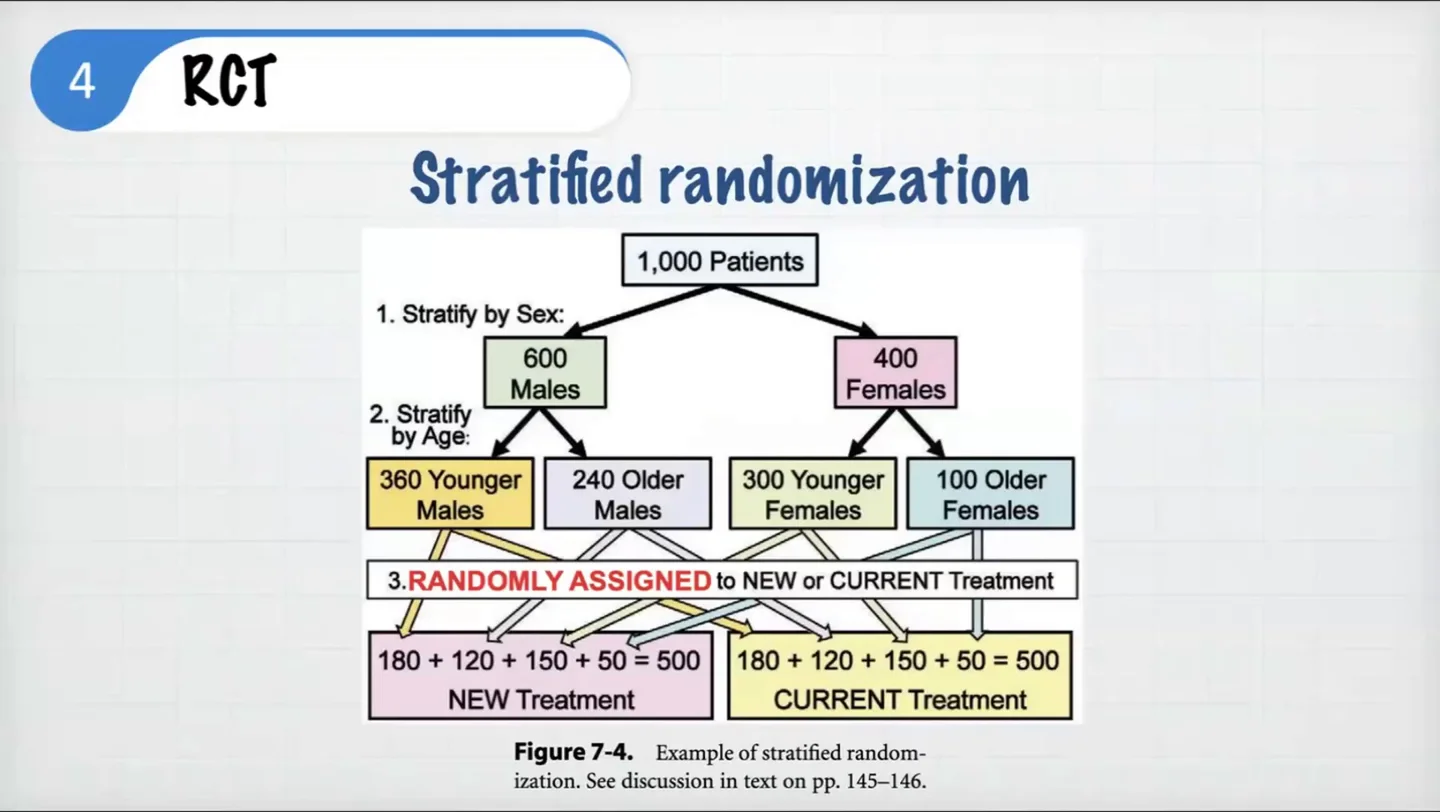 4
RCT
Stratified randomization
1,000 Patients
1. Stratify by Sex:
600
Males
400
Females
2. Stratify
by Age:
360 Younger
Males
240 Older
Males
300 Younger
Females
100 Older
Females
3.RANDOMLY ASSIGNED to NEW or CURRENT Treatment
180 + 120 + 150 + 50 = 500
NEW Treatment
180 + 120 + 150 + 50 = 500
CURRENT Treatment
Figure 7-4. Example of stratified random-
ization. See discussion in text on pp. 145–146.